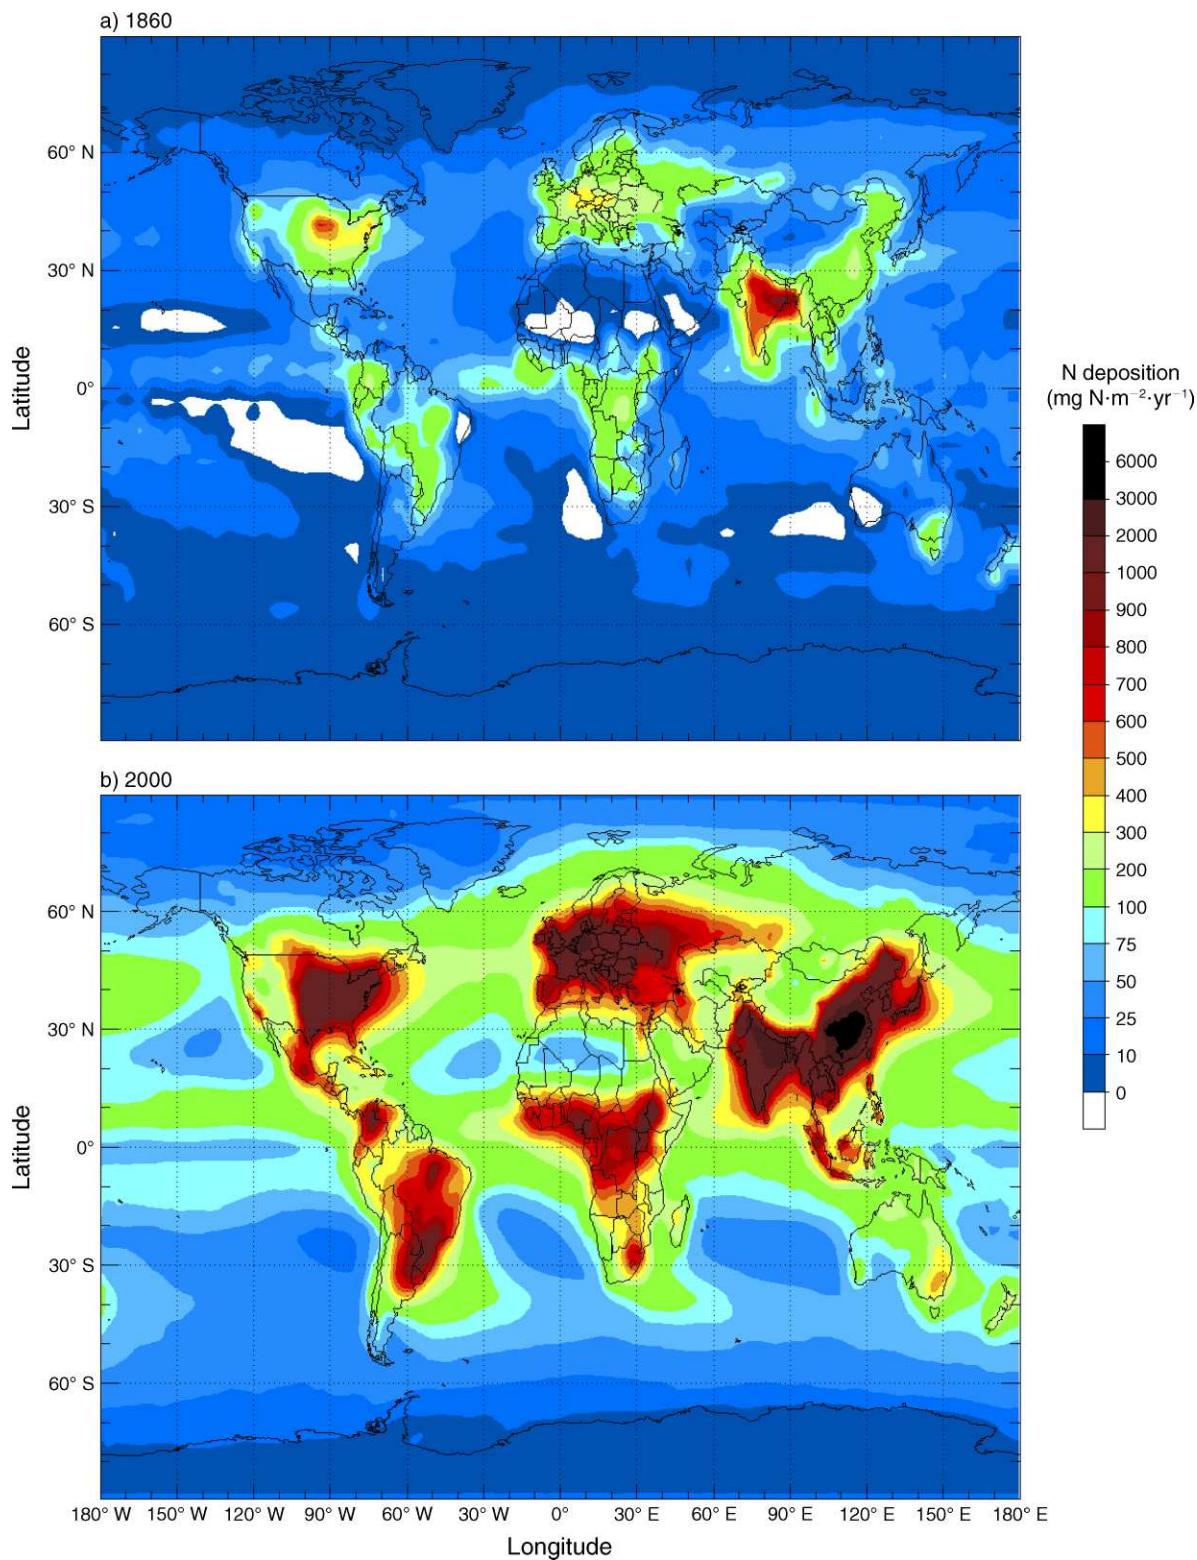 a) 1860
60° N
30° N
0°
30° S
60° S
Latitude
N deposition
(mg N·m⁻²·yr⁻¹)
6000
3000
2000
1000
900
800
700
600
500
400
300
200
100
75
50
25
10
0
b) 2000
60° N
30° N
0°
30° S
60° S
Latitude
180° W 150° W 120° W 90° W 60° W 30° W 0° 30° E 60° E 90° E 120° E 150° E 180° E
Longitude